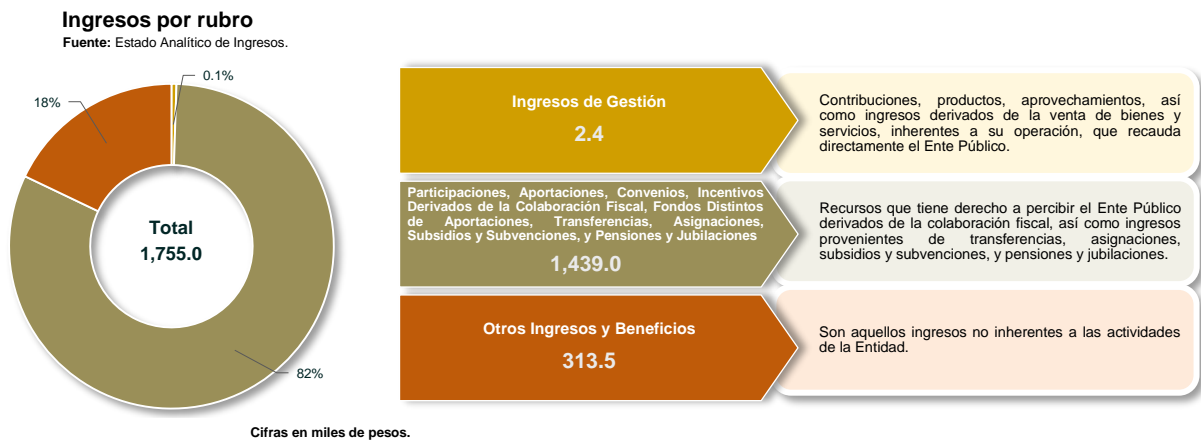 Ingresos por rubro
Fuente: Estado Analítico de Ingresos.
0.1%
18%
Total
1,755.0
82%
Ingresos de Gestión
2.4
Contribuciones, productos, aprovechamientos, así
como ingresos derivados de la venta de bienes y
servicios, inherentes a su operación, que recauda
directamente el Ente Público.
Participaciones, Aportaciones, Convenios, Incentivos
Derivados de la Colaboración Fiscal, Fondos Distintos
de Aportaciones, Transferencias, Asignaciones,
Subsidios y Subvenciones, y Pensiones y Jubilaciones
1,439.0
Recursos que tiene derecho a percibir el Ente Público
derivados de la colaboración fiscal, así como ingresos
provenientes de transferencias, asignaciones,
subsidios y subvenciones, y pensiones y jubilaciones.
Otros Ingresos y Beneficios
313.5
Son aquellos ingresos no inherentes a las actividades
de la Entidad.
Cifras en miles de pesos.